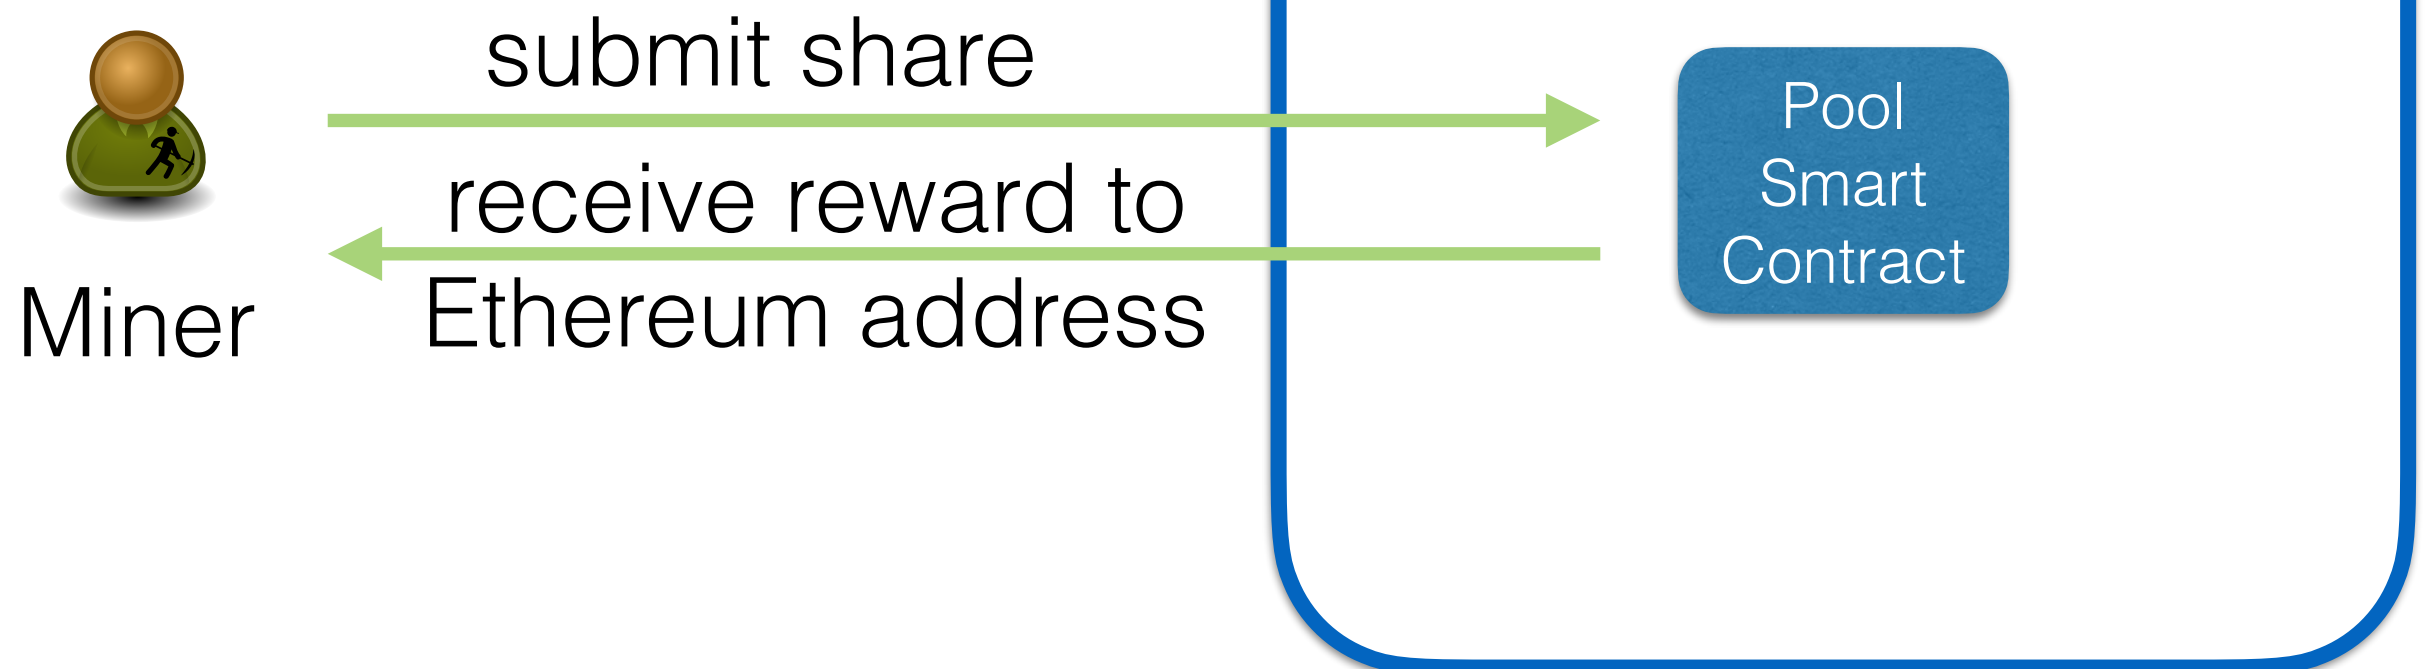 submit share
receive reward to
Ethereum address
Miner
Pool
Smart
Contract